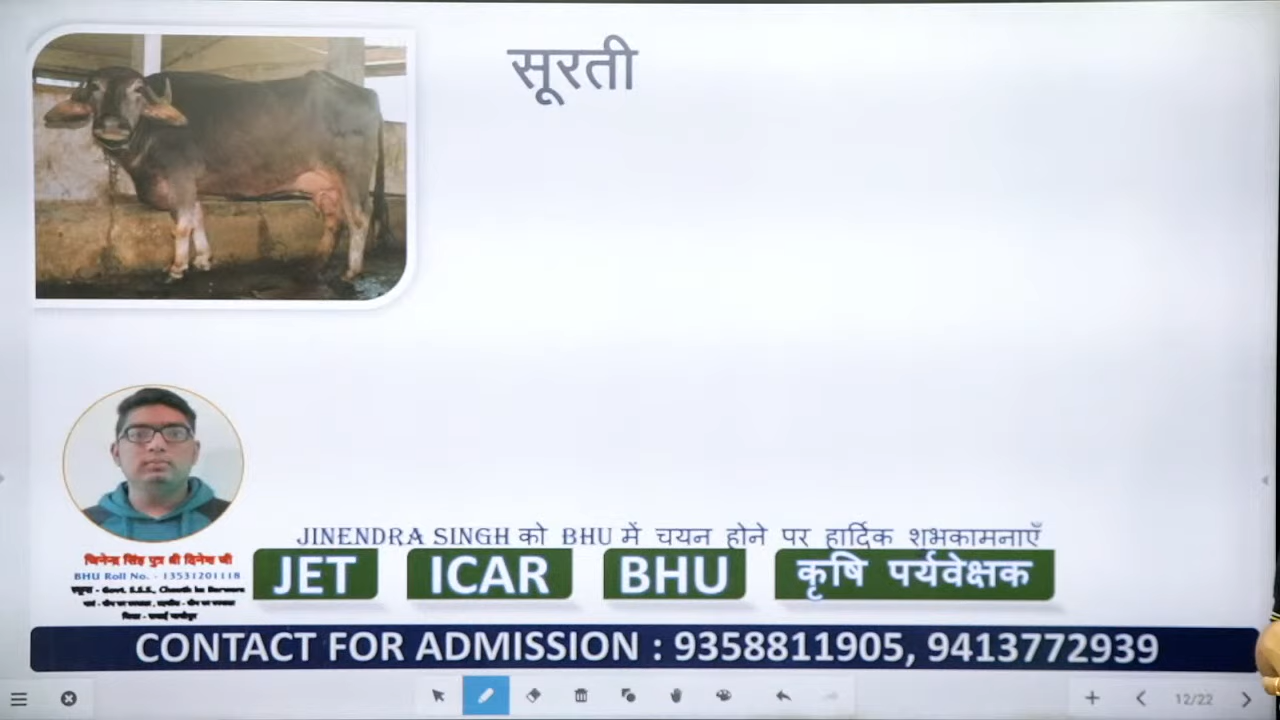 सूरती
JINENDRA SINGH को BHU में चयन होने पर हार्दिक शुभकामनाएँ
जिनेन्द्र सिंह पुत्र श्री दिनेश जी
BHU Roll No. - 13531201118
JET ICAR BHU कृषि पर्यवेक्षक
CONTACT FOR ADMISSION : 9358811905, 9413772939
12/22